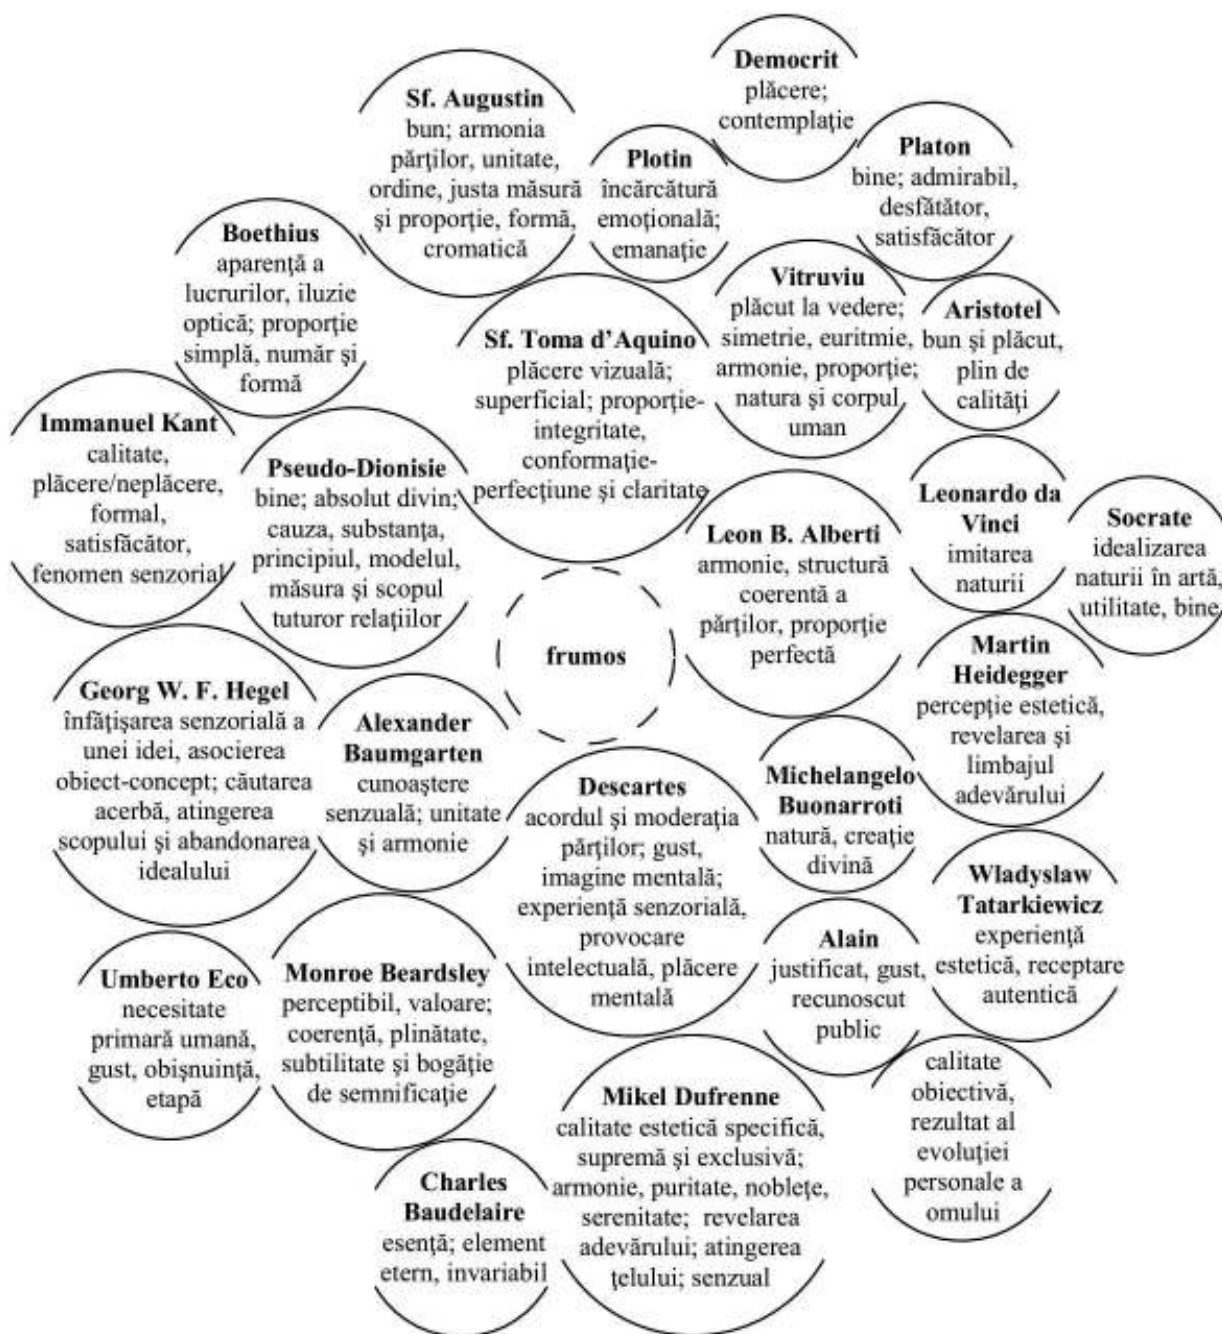 Democrit
plăcere;
contemplaţie
Sf. Augustin
bun; armonia
părţilor, unitate,
ordine, justa măsură
şi proporţie, formă,
cromatică
Plotin
încărcătură
emoţională;
emanaţie
Platon
bine; admirabil,
desfătător,
satisfăcător
Boethius
aparenţă a
lucrurilor, iluzie
optică; proporţie
simplă, număr şi
formă
Sf. Toma d’Aquino
plăcere vizuală;
superficial; proporţie-
integritate,
conformaţie-
perfecţiune şi claritate
Vitruviu
plăcut la vedere;
simetrie, euritmie,
armonie, proporţie;
natura şi corpul
uman
Aristotel
bun şi plăcut,
plin de
calităţi
Immanuel Kant
calitate,
plăcere/neplăcere,
formal,
satisfăcător,
fenomen senzorial
Pseudo-Dionisie
bine; absolut divin;
cauza, substanţa,
principiul, modelul,
măsura şi scopul
tuturor relaţiilor
Leon B. Alberti
armonie, structură
coerentă a
părţilor, proporţie
perfectă
Leonardo da
Vinci
imitarea
naturii
Socrate
idealizarea
naturii în artă,
utilitate, bine
frumos
Martin
Heidegger
percepţie estetică,
revelarea şi
limbajul
adevărului
Georg W. F. Hegel
înfăţişarea senzorială a
unei idei, asocierea
obiect-concept; căutarea
acerbă, atingerea
scopului şi abandonarea
idealului
Alexander
Baumgarten
cunoaştere
senzuală; unitate
şi armonie
Descartes
acordul şi moderaţia
părţilor; gust,
imagine mentală;
experienţă senzorială,
provocare
intelectuală, plăcere
mentală
Michelangelo
Buonarroti
natură, creaţie
divină
Wladyslaw
Tatarkiewicz
experienţă
estetică, receptare
autentică
Umberto Eco
necesitate
primară umană,
gust, obişnuinţă,
etapă
Monroe Beardsley
perceptibil, valoare;
coerenţă, plinătate,
subtilitate şi bogăţie
de semnificaţie
Alain
justificat, gust,
recunoscut
public
calitate
obiectivă,
rezultat al
evoluţiei
personale a
omului
Mikel Dufrenne
calitate estetică specifică,
supremă şi exclusivă;
armonie, puritate, nobleţe,
serenitate; revelarea
adevărului; atingerea
ţelului; senzual
Charles
Baudelaire
esenţă; element
etern, invariabil